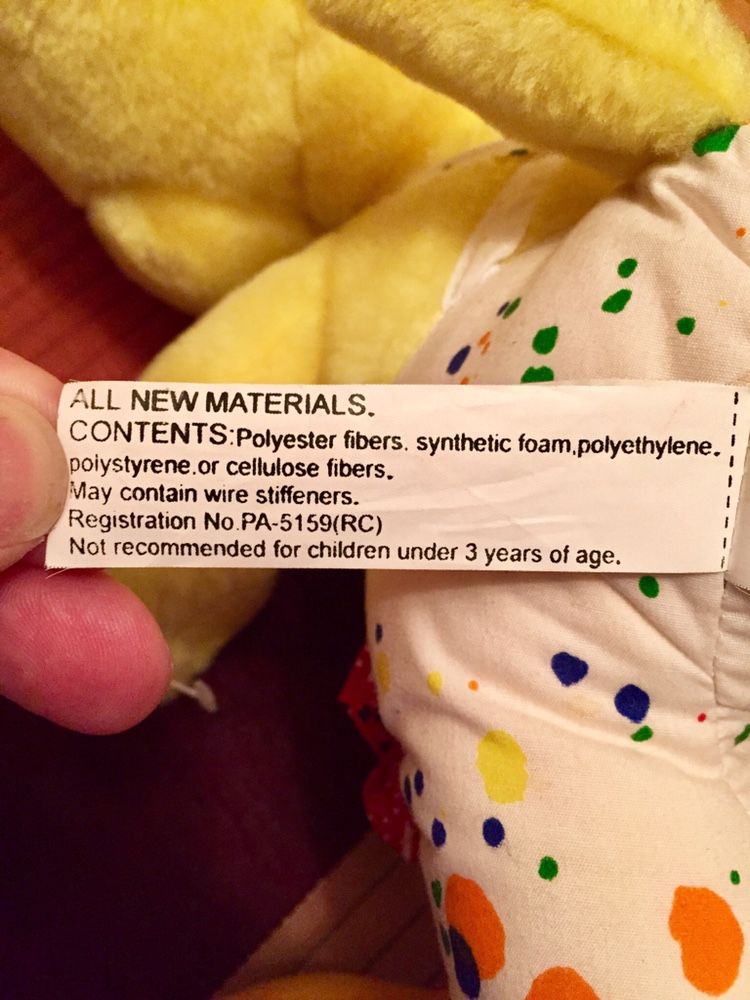 ALL NEW MATERIALS.
CONTENTS:Polyester fibers. synthetic foam,polyethylene.
polystyrene.or cellulose fibers.
May contain wire stiffeners.
Registration No.PA-5159(RC)
Not recommended for children under 3 years of age.